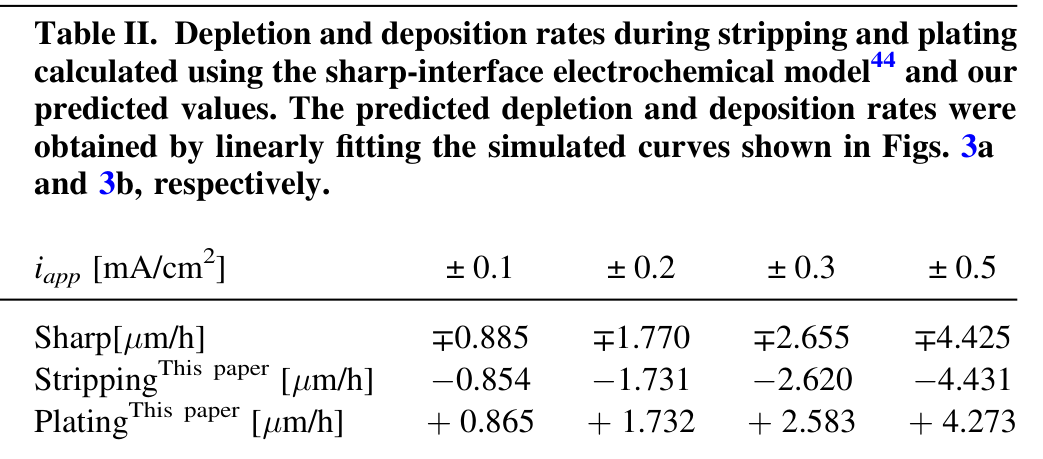 Table II. Depletion and deposition rates during stripping and plating
calculated using the sharp-interface electrochemical model44 and our
predicted values. The predicted depletion and deposition rates were
obtained by linearly fitting the simulated curves shown in Figs. 3a
and 3b, respectively.
iapp [mA/cm2] ± 0.1 ± 0.2 ± 0.3 ± 0.5
Sharp[μm/h] ∓0.885 ∓1.770 ∓2.655 ∓4.425
StrippingThis paper [μm/h] −0.854 −1.731 −2.620 −4.431
PlatingThis paper [μm/h] + 0.865 + 1.732 + 2.583 + 4.273